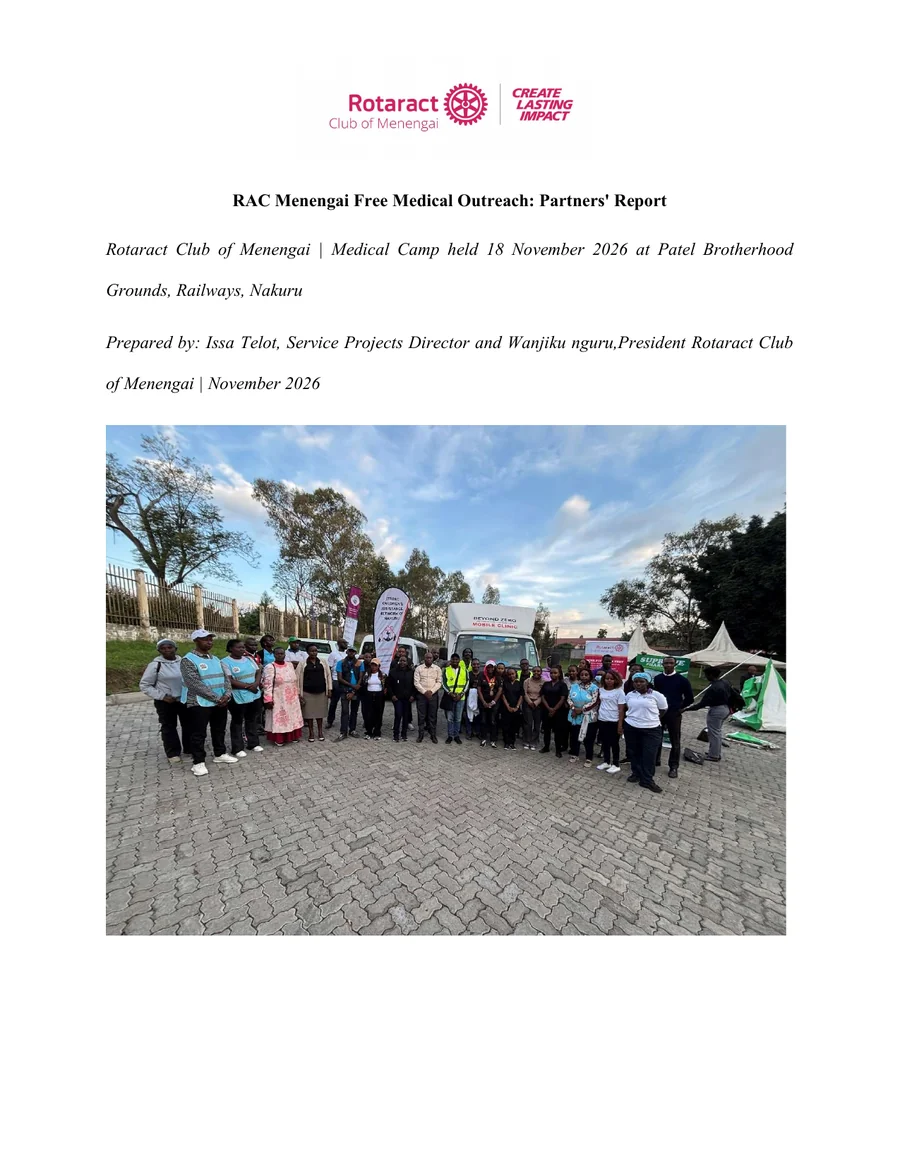 Rotaract
Club of Menengai
CREATE
LASTING
IMPACT
RAC Menengai Free Medical Outreach: Partners' Report
Rotaract Club of Menengai | Medical Camp held 18 November 2026 at Patel Brotherhood
Grounds, Railways, Nakuru
Prepared by: Issa Telot, Service Projects Director and Wanjiku nguru,President Rotaract Club
of Menengai | November 2026
BEYOND ZERO
MOBILE CLINIC
Rotaract